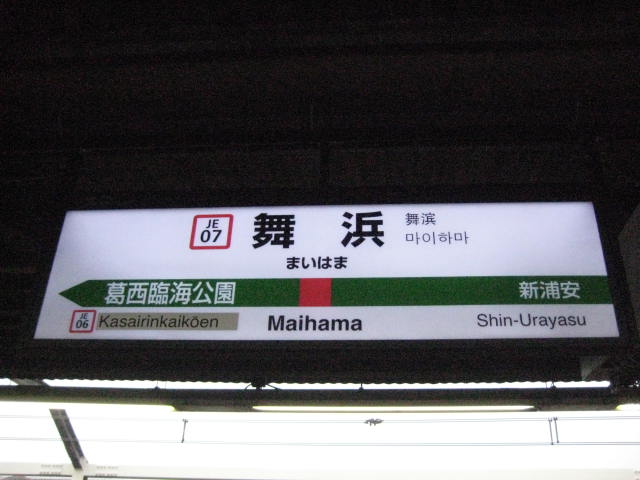 JE
07
舞浜
舞滨
마이하마
まいはま
葛西臨海公園
新浦安
JE
06
Kasairinkaikōen
Maihama
Shin-Urayasu